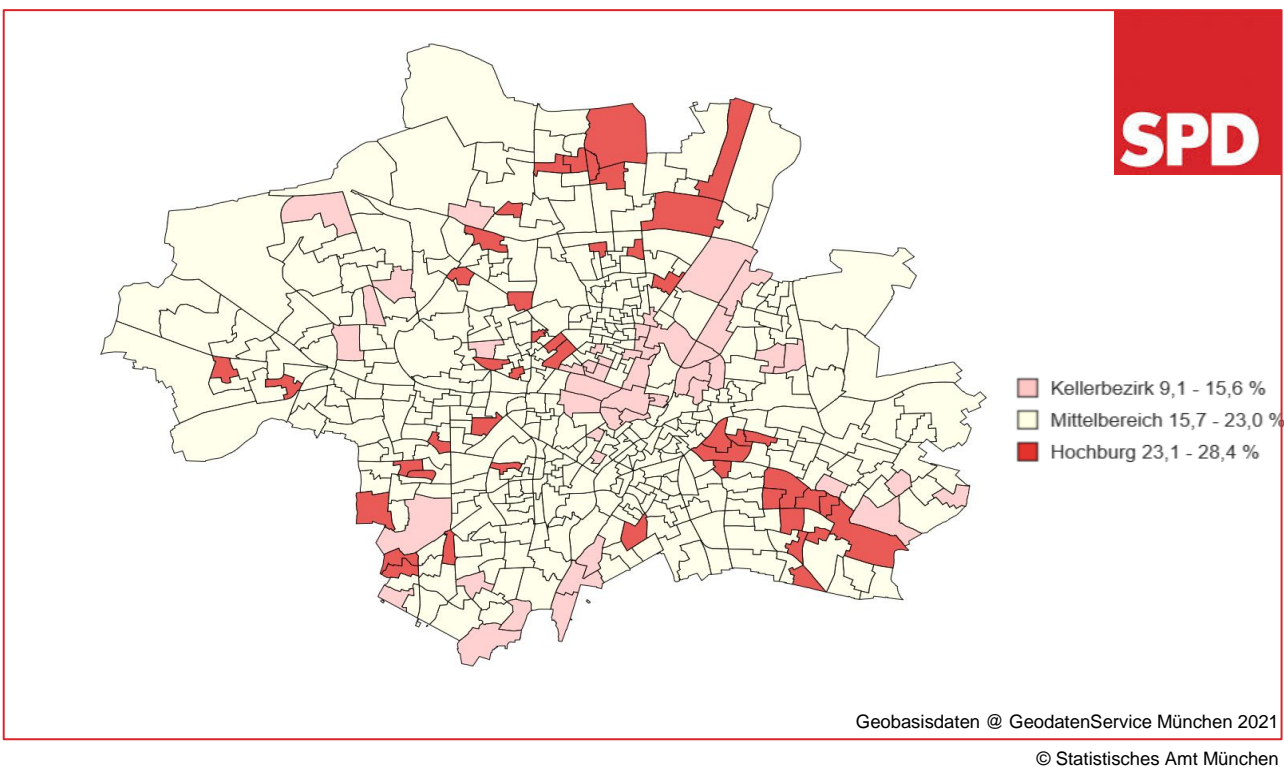 SPD
Kellerbezirk 9,1 - 15,6 %
Mittelbereich 15,7 - 23,0 %
Hochburg 23,1 - 28,4 %
Geobasisdaten @ GeodatenService München 2021
© Statistisches Amt München